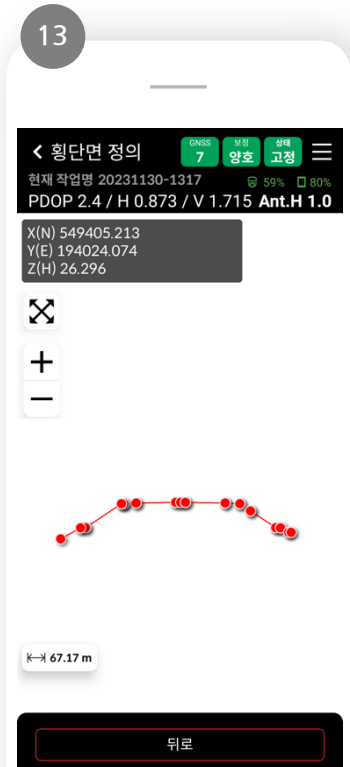 13
횡단면 정의
GNSS 7
보정 양호
상태 고정
현재 작업명 20231130-1317
59%
80%
PDOP 2.4 / H 0.873 / V 1.715 Ant.H 1.0
X(N) 549405.213
Y(E) 194024.074
Z(H) 26.296
67.17 m
뒤로